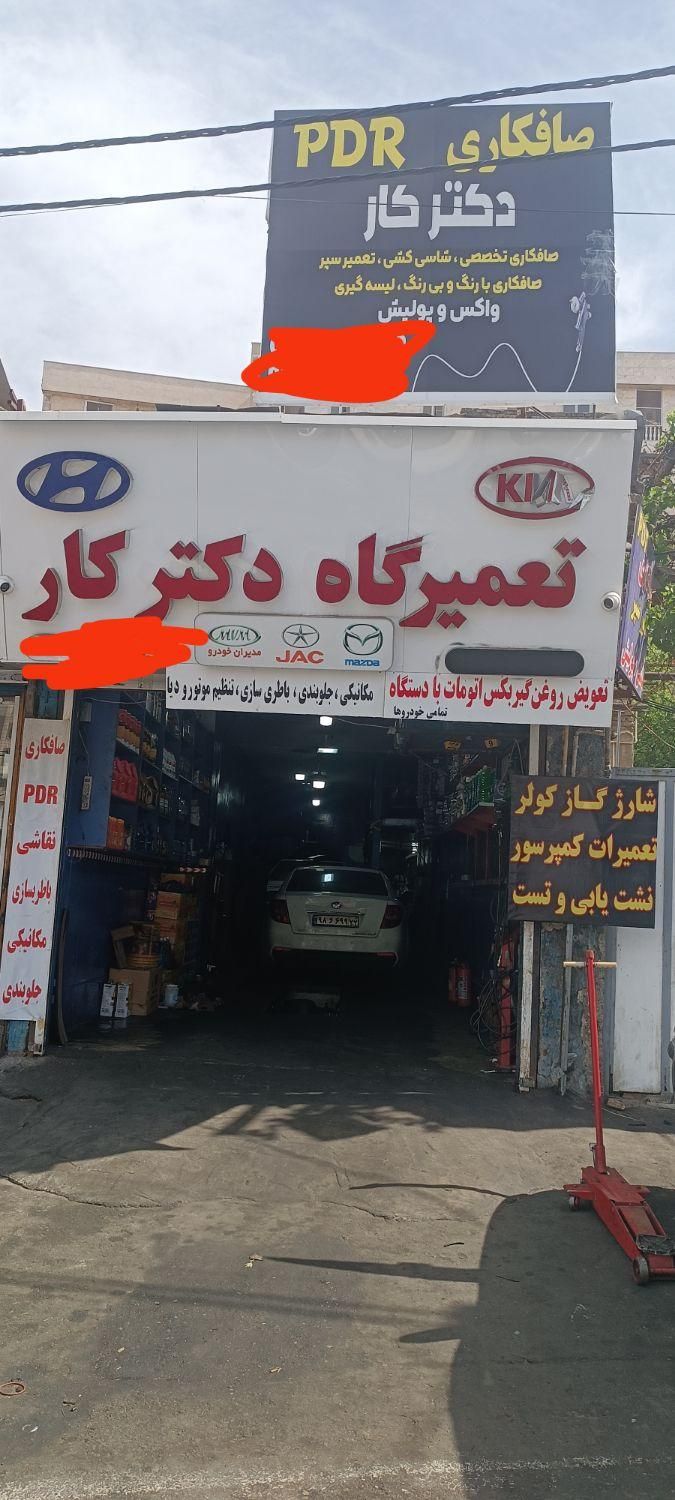 صافکاری PDR
دکتر کار
صافکاری تخصصی ، شاسی کشی ، تعمیر سپر
صافکاری با رنگ و بی رنگ ، لیسه گیری
واکس و پولیش
KIA
تعمیرگاه دکتر کار
MVM
مدیران خودرو
JAC
mazda
تعویض روغن گیربکس اتومات با دستگاه
تمامی خودروها
مکانیکی ، جلوبندی ، باطری سازی ، تنظیم موتور و دیا
صافکاری
PDR
نقاشی
باطریسازی
مکانیکی
جلوبندی
شارژ گاز کولر
تعمیرات کمپرسور
نشت یابی و تست